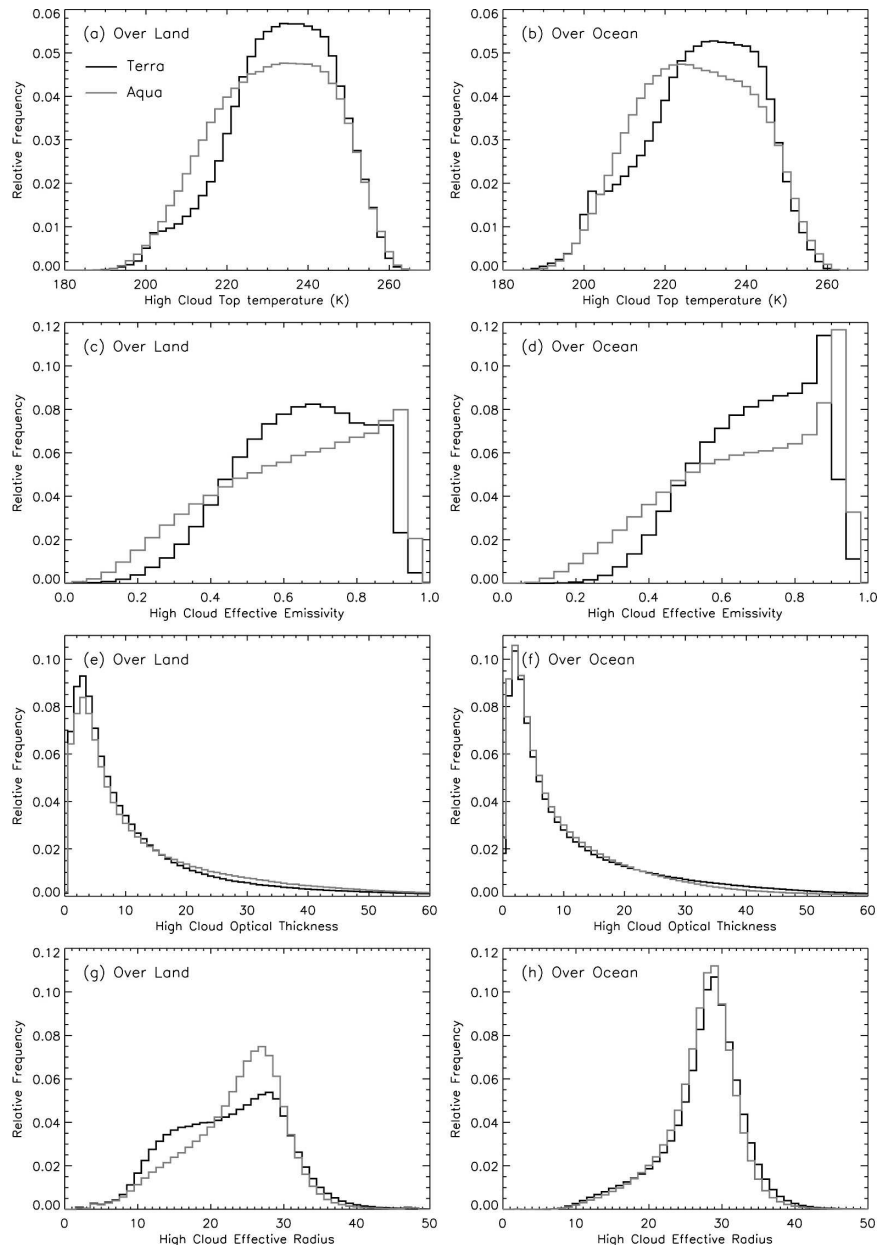 (a) Over Land
Terra
Aqua
Relative Frequency
0.06
0.05
0.04
0.03
0.02
0.01
0.00
180 200 220 240 260
High Cloud Top temperature (K)
(b) Over Ocean
Relative Frequency
0.06
0.05
0.04
0.03
0.02
0.01
0.00
180 200 220 240 260
High Cloud Top temperature (K)
(c) Over Land
Relative Frequency
0.12
0.10
0.08
0.06
0.04
0.02
0.00
0.0 0.2 0.4 0.6 0.8 1.0
High Cloud Effective Emissivity
(d) Over Ocean
Relative Frequency
0.12
0.10
0.08
0.06
0.04
0.02
0.00
0.0 0.2 0.4 0.6 0.8 1.0
High Cloud Effective Emissivity
(e) Over Land
Relative Frequency
0.10
0.08
0.06
0.04
0.02
0.00
0 10 20 30 40 50 60
High Cloud Optical Thickness
(f) Over Ocean
Relative Frequency
0.10
0.08
0.06
0.04
0.02
0.00
0 10 20 30 40 50 60
High Cloud Optical Thickness
(g) Over Land
Relative Frequency
0.12
0.10
0.08
0.06
0.04
0.02
0.00
0 10 20 30 40 50
High Cloud Effective Radius
(h) Over Ocean
Relative Frequency
0.12
0.10
0.08
0.06
0.04
0.02
0.00
0 10 20 30 40 50
High Cloud Effective Radius